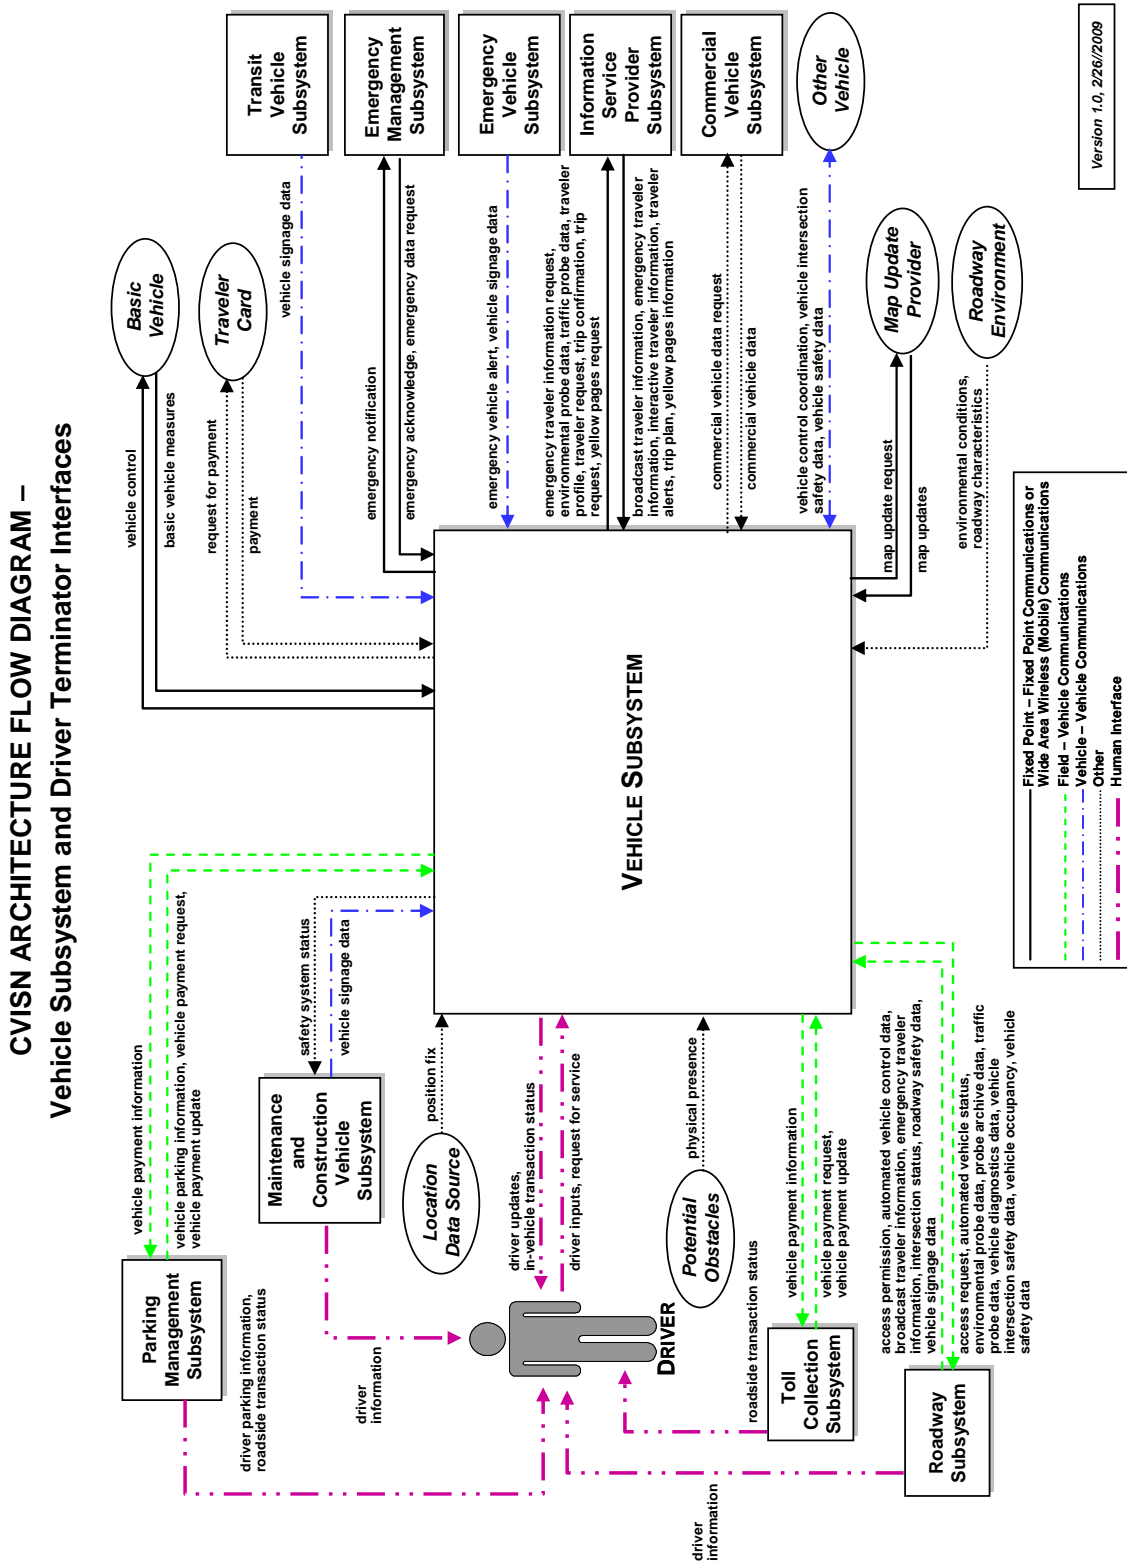 CVISN ARCHITECTURE FLOW DIAGRAM –
Vehicle Subsystem and Driver Terminator Interfaces
Parking
Management
Subsystem
vehicle payment information
vehicle parking information, vehicle payment request,
vehicle payment update
driver parking information,
roadside transaction status
Maintenance
and
Construction
Vehicle
Subsystem
safety system status
vehicle signage data
driver
information
Location
Data Source
position fix
driver updates,
in-vehicle transaction status
driver inputs, request for service
DRIVER
Potential
Obstacles
physical presence
Toll
Collection
Subsystem
vehicle payment information
vehicle payment request,
vehicle payment update
roadside transaction status
Roadway
Subsystem
access permission, automated vehicle control data,
broadcast traveler information, emergency traveler
information, intersection status, roadway safety data,
vehicle signage data
access request, automated vehicle status,
environmental probe data, probe archive data, traffic
probe data, vehicle diagnostics data, vehicle
intersection safety data, vehicle occupancy, vehicle
safety data
driver
information
VEHICLE SUBSYSTEM
Basic
Vehicle
vehicle control
basic vehicle measures
Traveler
Card
request for payment
payment
Transit
Vehicle
Subsystem
vehicle signage data
Emergency
Management
Subsystem
emergency notification
emergency acknowledge, emergency data request
Emergency
Vehicle
Subsystem
emergency vehicle alert, vehicle signage data
Information
Service
Provider
Subsystem
emergency traveler information request,
environmental probe data, traffic probe data, traveler
profile, traveler request, trip confirmation, trip
request, yellow pages request
broadcast traveler information, emergency traveler
information, interactive traveler information, traveler
alerts, trip plan, yellow pages information
Commercial
Vehicle
Subsystem
commercial vehicle data request
commercial vehicle data
Other
Vehicle
vehicle control coordination, vehicle intersection
safety data, vehicle safety data
Map Update
Provider
map update request
map updates
Roadway
Environment
environmental conditions,
roadway characteristics
Fixed Point – Fixed Point Communications or
Wide Area Wireless (Mobile) Communications
Field – Vehicle Communications
Vehicle – Vehicle Communications
Other
Human Interface
Version 1.0, 2/26/2009